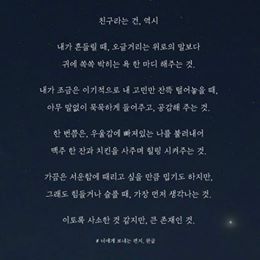 친구라는 건, 역시
내가 흔들릴 때, 오글거리는 위로의 말보다
귀에 쏙쏙 박히는 욕 한 마디 해주는 것.
내가 조금은 이기적으로 내 고민만 잔뜩 털어놓을 때,
아무 말없이 묵묵하게 들어주고, 공감해 주는 것.
한 번쯤은, 우울감에 빠져있는 나를 불러내어
맥주 한 잔과 치킨을 사주며 힐링 시켜주는 것.
가끔은 서운함에 때리고 싶을 만큼 밉기도 하지만,
그래도 힘들거나 슬플 때, 가장 먼저 생각나는 것.
이토록 사소한 것 같지만, 큰 존재인 것.
# 너에게 보내는 편지, 완글